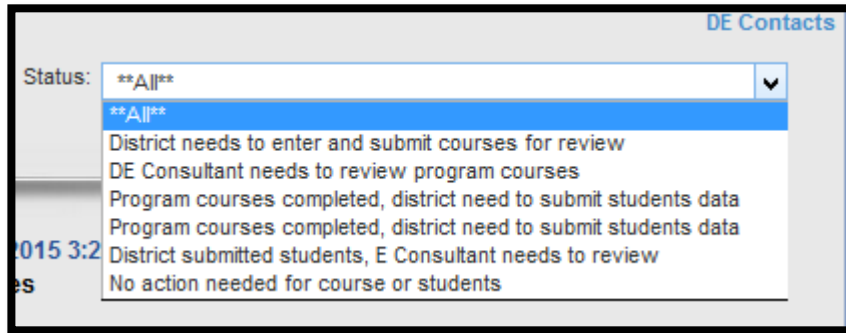 DE Contacts
Status: **All**
**All**
District needs to enter and submit courses for review
DE Consultant needs to review program courses
Program courses completed, district need to submit students data
Program courses completed, district need to submit students data
2015 3:2 District submitted students, E Consultant needs to review
es No action needed for course or students